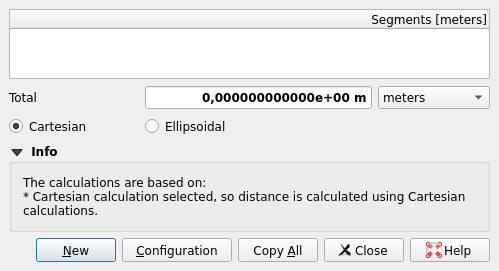 Segments [meters]
Total 0,000000000000e+00 m meters
Cartesian Ellipsoidal
Info
The calculations are based on:
* Cartesian calculation selected, so distance is calculated using Cartesian
calculations.
New Configuration Copy All Close Help